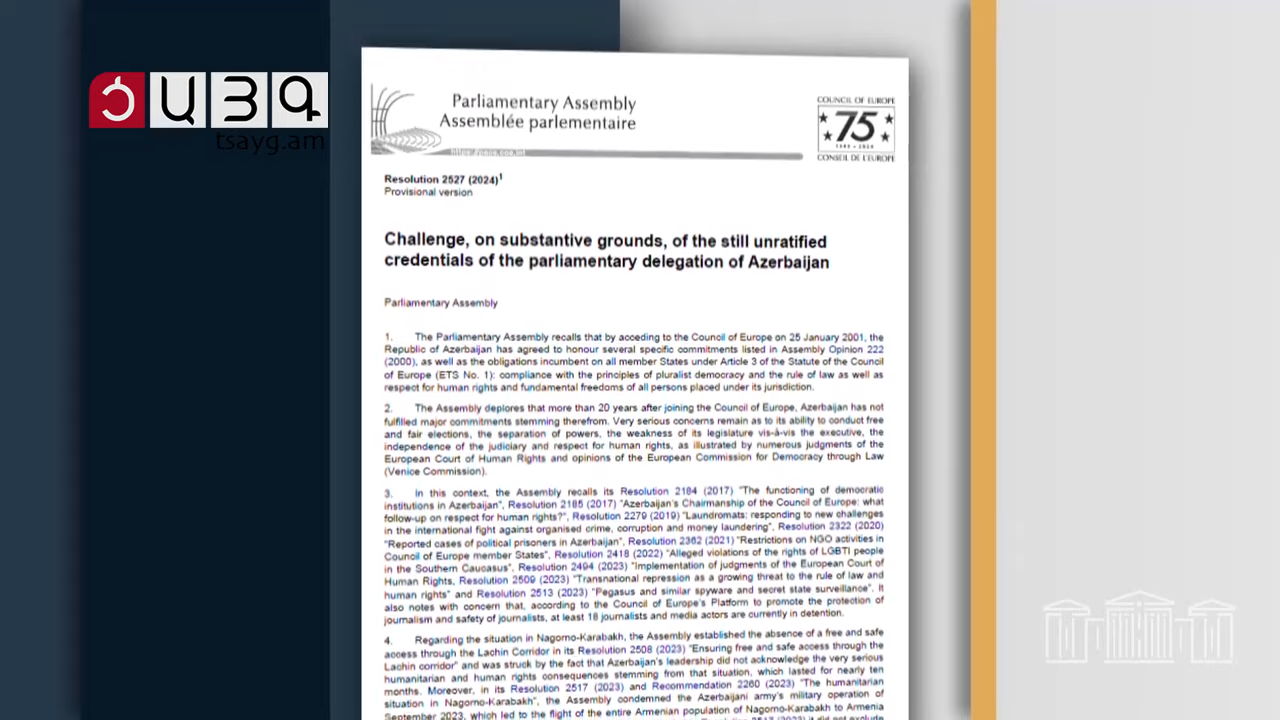 ՀԱՅԳ
tsayg.am
Parliamentary Assembly
Assemblée parlementaire
https://pace.coe.int
COUNCIL OF EUROPE
75
CONSEIL DE L'EUROPE
Resolution 2527 (2024)¹
Provisional version
Challenge, on substantive grounds, of the still unratified
credentials of the parliamentary delegation of Azerbaijan
Parliamentary Assembly
1. The Parliamentary Assembly recalls that by acceding to the Council of Europe on 25 January 2001, the
Republic of Azerbaijan has agreed to honour several specific commitments listed in Assembly Opinion 222
(2000), as well as the obligations incumbent on all member States under Article 3 of the Statute of the Council
of Europe (ETS No. 1): compliance with the principles of pluralist democracy and the rule of law as well as
respect for human rights and fundamental freedoms of all persons placed under its jurisdiction.
2. The Assembly deplores that more than 20 years after joining the Council of Europe, Azerbaijan has not
fulfilled major commitments stemming therefrom. Very serious concerns remain as to its ability to conduct free
and fair elections, the separation of powers, the weakness of its legislature vis-à-vis the executive, the
independence of the judiciary and respect for human rights, as illustrated by numerous judgments of the
European Court of Human Rights and opinions of the European Commission for Democracy through Law
(Venice Commission).
3. In this context, the Assembly recalls its Resolution 2184 (2017) "The functioning of democratic
institutions in Azerbaijan", Resolution 2185 (2017) "Azerbaijan's Chairmanship of the Council of Europe: what
follow-up on respect for human rights?", Resolution 2279 (2019) "Laundromats: responding to new challenges
in the international fight against organised crime, corruption and money laundering", Resolution 2322 (2020)
"Reported cases of political prisoners in Azerbaijan", Resolution 2362 (2021) "Restrictions on NGO activities in
Council of Europe member States", Resolution 2418 (2022) "Alleged violations of the rights of LGBTI people
in the Southern Caucasus", Resolution 2494 (2023) "Implementation of judgments of the European Court of
Human Rights, Resolution 2509 (2023) "Transnational repression as a growing threat to the rule of law and
human rights" and Resolution 2513 (2023) "Pegasus and similar spyware and secret state surveillance". It
also notes with concern that, according to the Council of Europe's Platform to promote the protection of
journalism and safety of journalists, at least 18 journalists and media actors are currently in detention.
4. Regarding the situation in Nagorno-Karabakh, the Assembly established the absence of a free and safe
access through the Lachin Corridor in its Resolution 2508 (2023) "Ensuring free and safe access through the
Lachin corridor" and was struck by the fact that Azerbaijan's leadership did not acknowledge the very serious
humanitarian and human rights consequences stemming from that situation, which lasted for nearly ten
months. Moreover, in its Resolution 2517 (2023) and Recommendation 2260 (2023) "The humanitarian
situation in Nagorno-Karabakh", the Assembly condemned the Azerbaijani army's military operation of
September 2023, which led to the flight of the entire Armenian population of Nagorno-Karabakh to Armenia